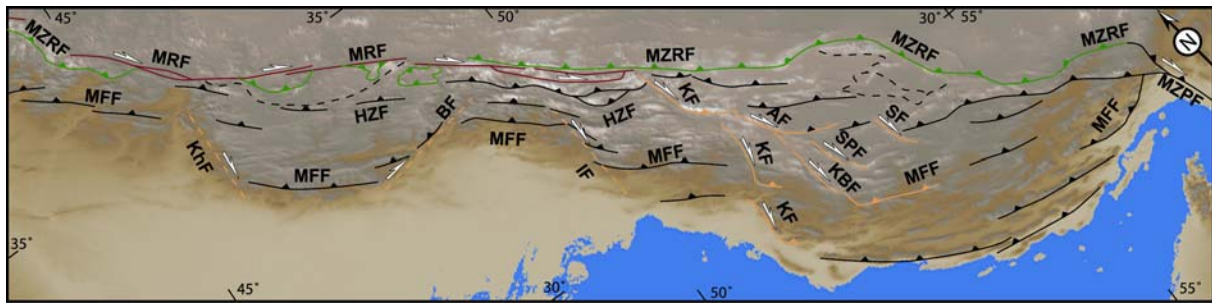 45°
35°
50°
30°
55°
N
MZRF
MRF
MRF
MZRF
MZRF
MZRF
MFF
HZF
BF
HZF
KF
AF
SF
SPF
MFF
MZPF
KhF
MFF
MFF
IF
MFF
KF
KBF
MFF
KF
35°
45°
30°
50°
55°